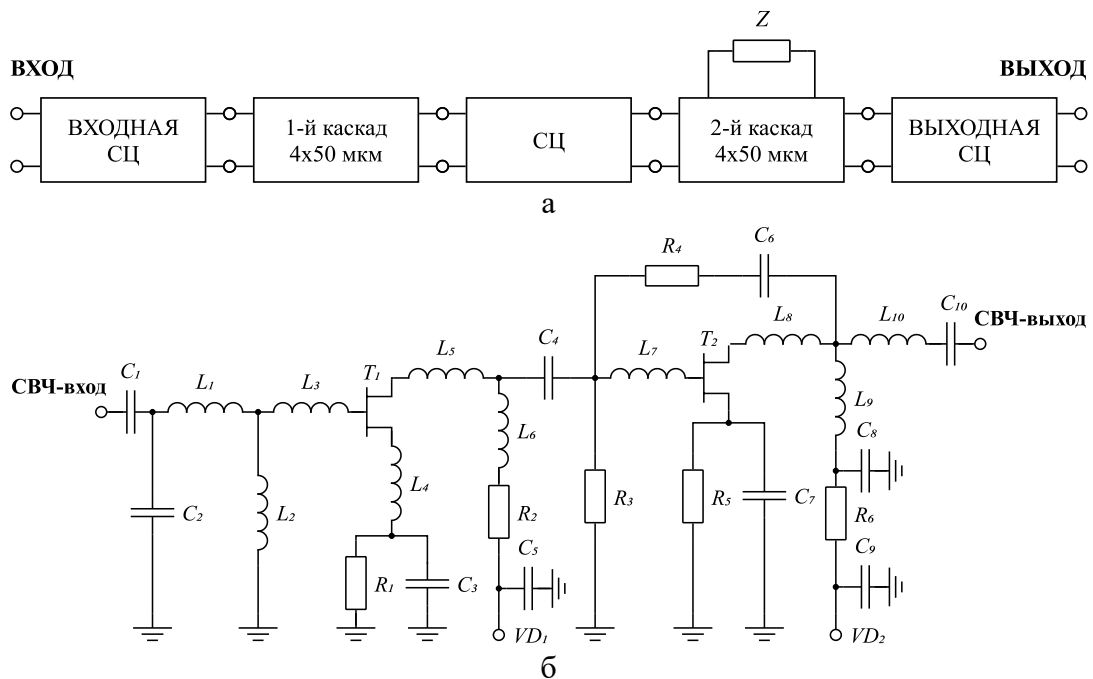 Z
ВХОД
ВЫХОД
ВХОДНАЯ
СЦ
1-й каскад
4х50 мкм
СЦ
2-й каскад
4х50 мкм
ВЫХОДНАЯ
СЦ
а
R4
C6
L8
L10
C10
СВЧ-выход
C4
T2
L7
L5
T1
СВЧ-вход
C1
L1
L3
L9
L6
C8
L4
C2
L2
R2
R3
R5
C7
R6
C5
C9
R1
C3
VD1
VD2
б